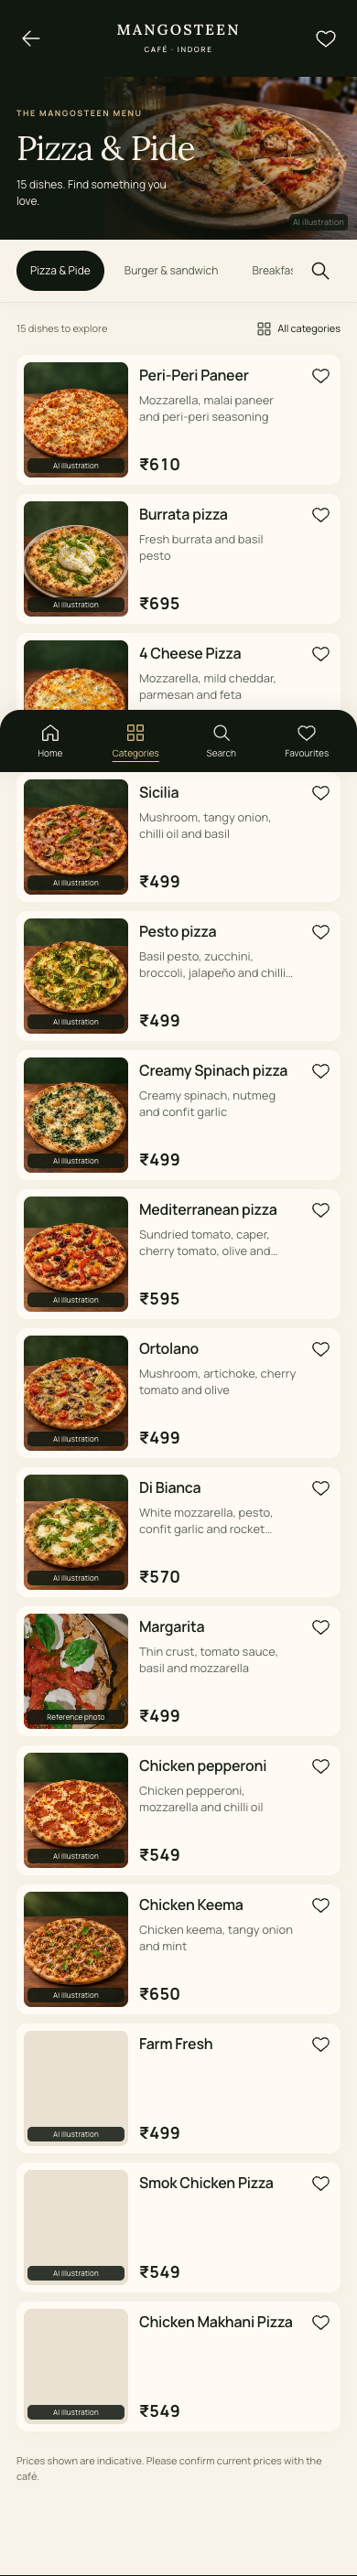 MANGOSTEEN
CAFÉ · INDORE
THE MANGOSTEEN MENU
Pizza & Pide
15 dishes. Find something you
love.
AI illustration
Pizza & Pide
Burger & sandwich
Breakfas
15 dishes to explore
All categories
Peri-Peri Paneer
Mozzarella, malai paneer
and peri-peri seasoning
AI illustration
₹610
Burrata pizza
Fresh burrata and basil
pesto
AI illustration
₹695
4 Cheese Pizza
Mozzarella, mild cheddar,
parmesan and feta
Home
Categories
Search
Favourites
Sicilia
Mushroom, tangy onion,
chilli oil and basil
AI illustration
₹499
Pesto pizza
Basil pesto, zucchini,
broccoli, jalapeño and chilli...
AI illustration
₹499
Creamy Spinach pizza
Creamy spinach, nutmeg
and confit garlic
AI illustration
₹499
Mediterranean pizza
Sundried tomato, caper,
cherry tomato, olive and...
AI illustration
₹595
Ortolano
Mushroom, artichoke, cherry
tomato and olive
AI illustration
₹499
Di Bianca
White mozzarella, pesto,
confit garlic and rocket...
AI illustration
₹570
Margarita
Thin crust, tomato sauce,
basil and mozzarella
Reference photo
₹499
Chicken pepperoni
Chicken pepperoni,
mozzarella and chilli oil
AI illustration
₹549
Chicken Keema
Chicken keema, tangy onion
and mint
AI illustration
₹650
Farm Fresh
AI illustration
₹499
Smok Chicken Pizza
AI illustration
₹549
Chicken Makhani Pizza
AI illustration
₹549
Prices shown are indicative. Please confirm current prices with the
café.